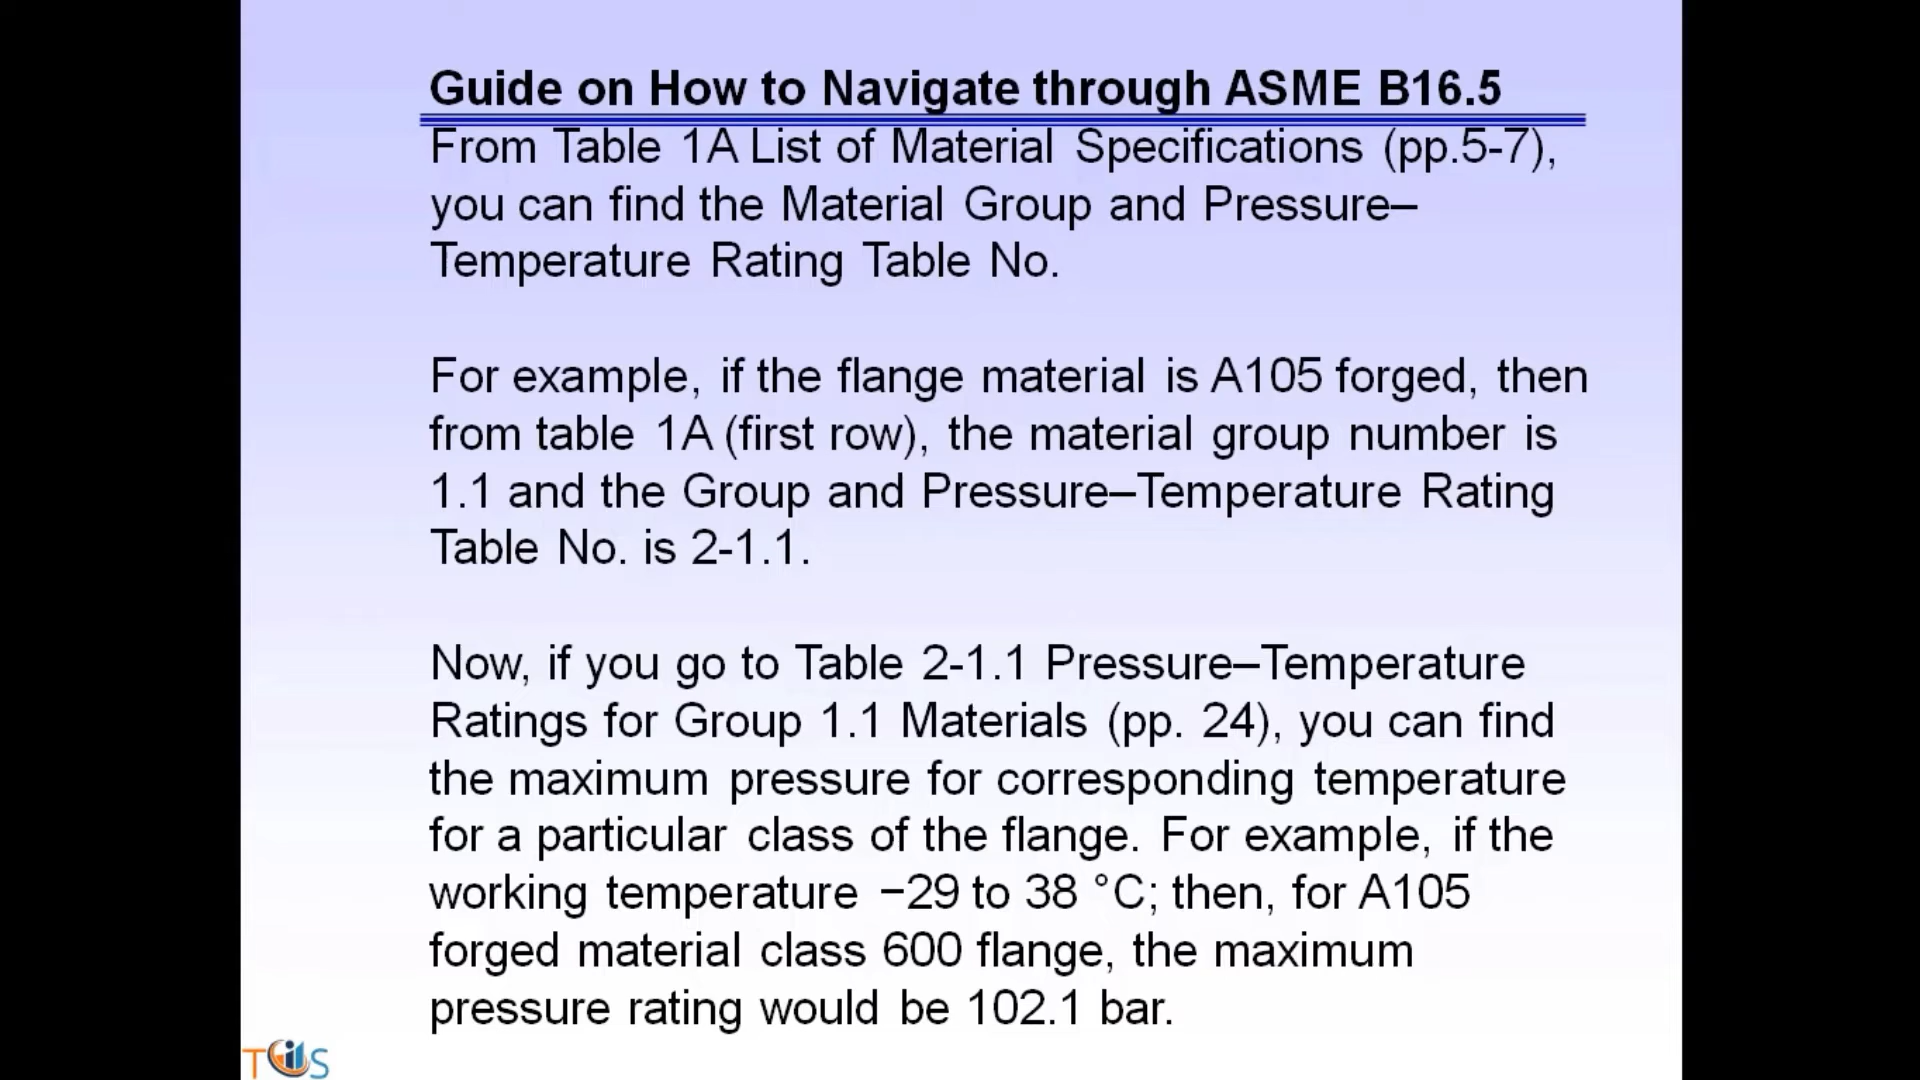 Guide on How to Navigate through ASME B16.5
From Table 1A List of Material Specifications (pp.5-7),
you can find the Material Group and Pressure–
Temperature Rating Table No.
For example, if the flange material is A105 forged, then
from table 1A (first row), the material group number is
1.1 and the Group and Pressure–Temperature Rating
Table No. is 2-1.1.
Now, if you go to Table 2-1.1 Pressure–Temperature
Ratings for Group 1.1 Materials (pp. 24), you can find
the maximum pressure for corresponding temperature
for a particular class of the flange. For example, if the
working temperature −29 to 38 °C; then, for A105
forged material class 600 flange, the maximum
pressure rating would be 102.1 bar.